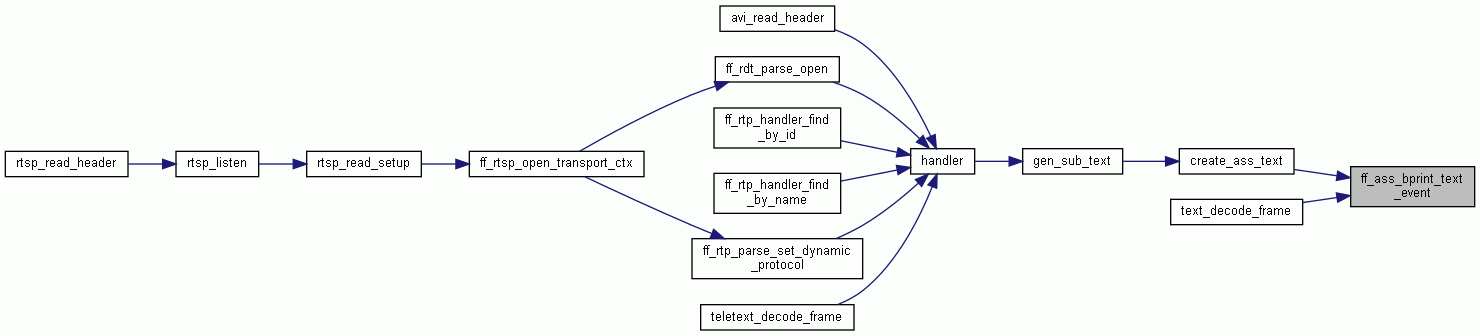 avi_read_header
ff_rdt_parse_open
ff_rtp_handler_find
_by_id
rtsp_read_header
rtsp_listen
rtsp_read_setup
ff_rtsp_open_transport_ctx
handler
gen_sub_text
create_ass_text
ff_ass_bprint_text
_event
ff_rtp_handler_find
_by_name
text_decode_frame
ff_rtp_parse_set_dynamic
_protocol
teletext_decode_frame